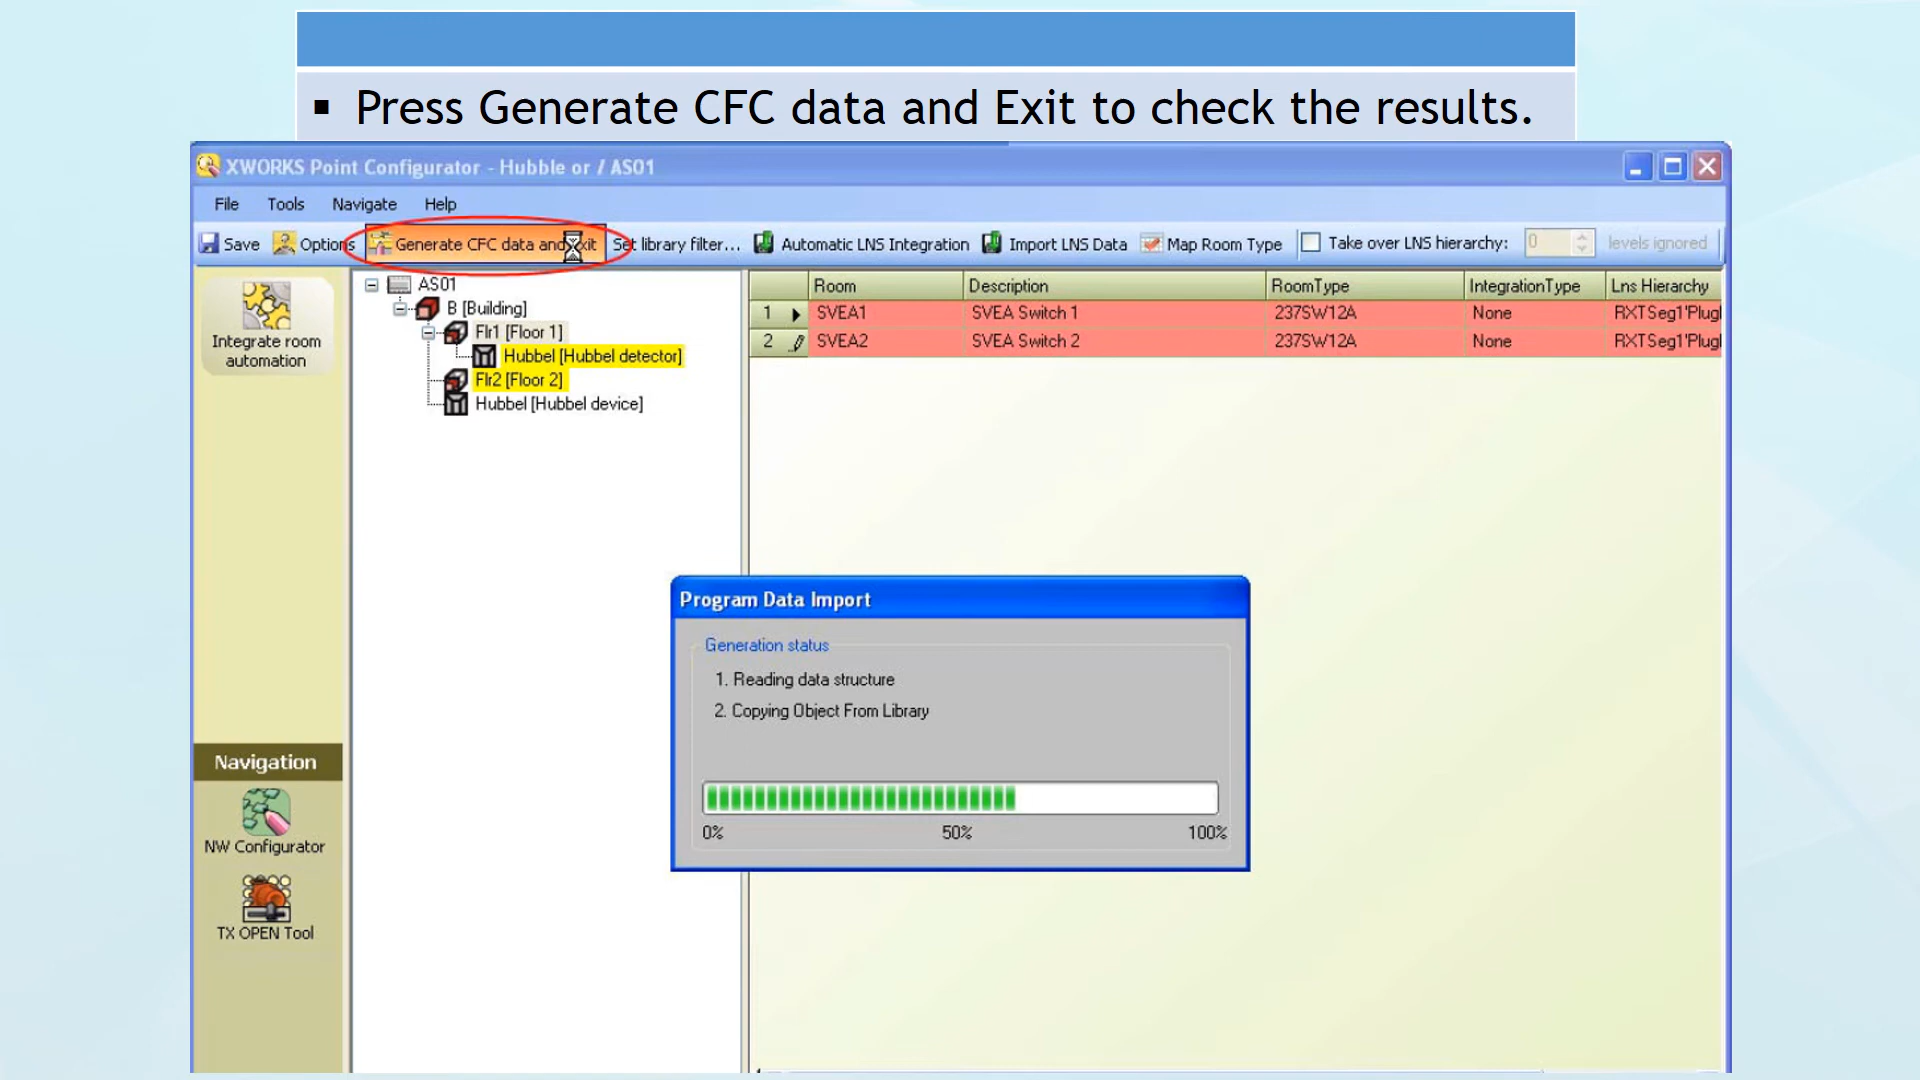 ▪ Press Generate CFC data and Exit to check the results.
XWORKS Point Configurator - Hubble or / AS01
File Tools Navigate Help
Save Options Generate CFC data and Exit Set library filter... Automatic LNS Integration Import LNS Data Map Room Type Take over LNS hierarchy: 0 levels ignored
Integrate room
automation
Navigation
NW Configurator
TX OPEN Tool
AS01
B [Building]
Flr1 [Floor 1]
Hubbel [Hubbel detector]
Flr2 [Floor 2]
Hubbel [Hubbel device]
Room Description RoomType IntegrationType Lns Hierarchy
1 SVEA1 SVEA Switch 1 237SW12A None RXTSeg1'Plugl
2 SVEA2 SVEA Switch 2 237SW12A None RXTSeg1'Plugl
Program Data Import
Generation status
1. Reading data structure
2. Copying Object From Library
0% 50% 100%